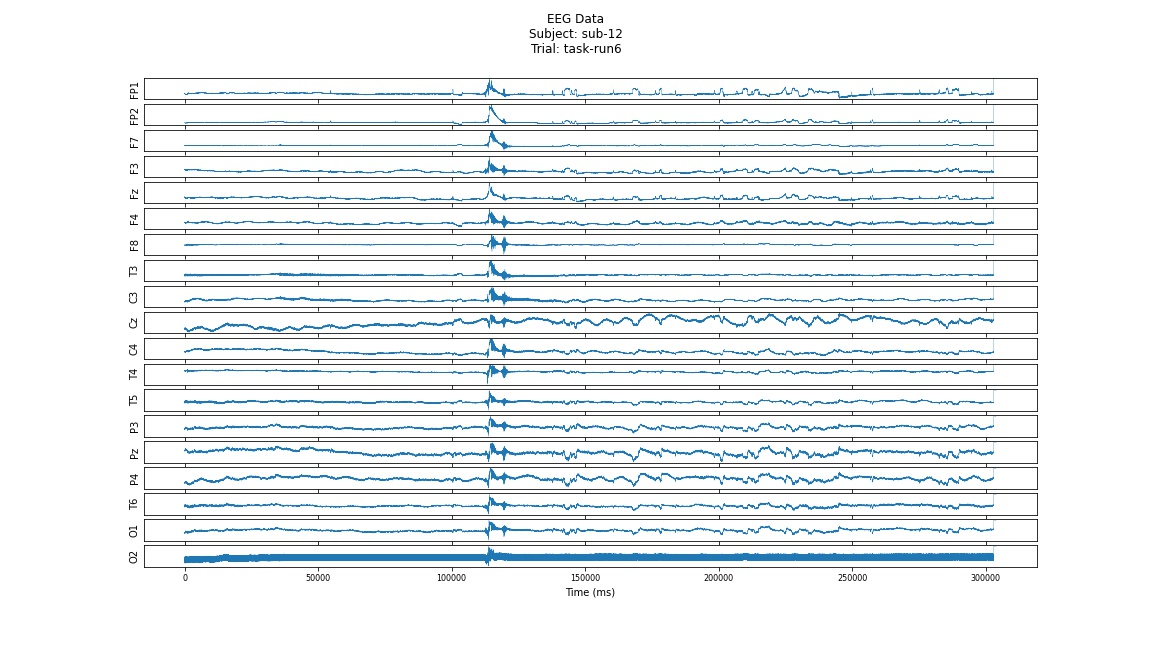 EEG Data
Subject: sub-12
Trial: task-run6
FP1
FP2
F7
F3
Fz
F4
F8
T3
C3
Cz
C4
T4
T5
P3
Pz
P4
T6
O1
O2
0 50000 100000 150000 200000 250000 300000
Time (ms)